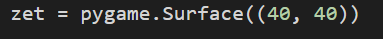 zet = pygame.Surface((40, 40))